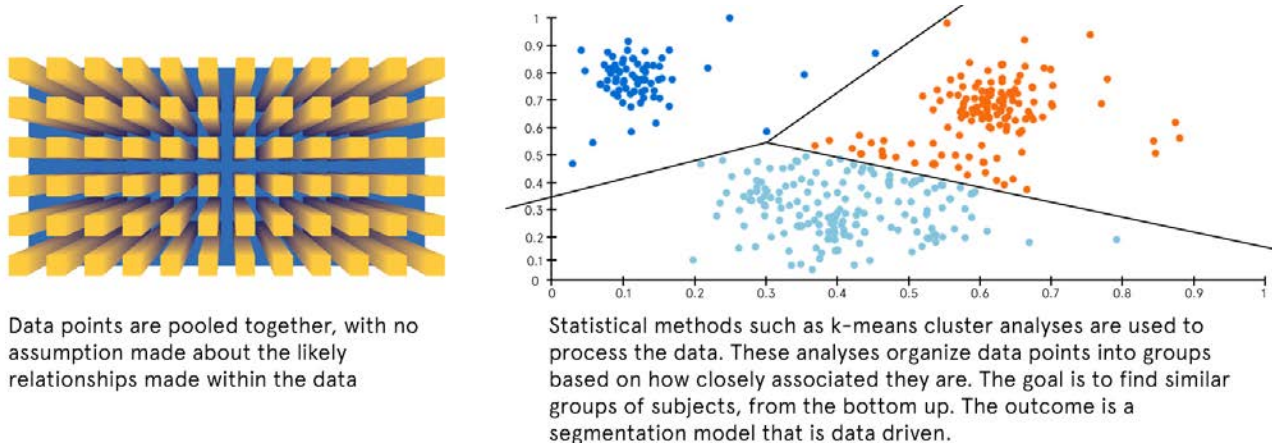 Data points are pooled together, with no
assumption made about the likely
relationships made within the data
1
0.9
0.8
0.7
0.6
0.5
0.4
0.3
0.2
0.1
0
0 0.1 0.2 0.3 0.4 0.5 0.6 0.7 0.8 0.9 1
Statistical methods such as k-means cluster analyses are used to
process the data. These analyses organize data points into groups
based on how closely associated they are. The goal is to find similar
groups of subjects, from the bottom up. The outcome is a
segmentation model that is data driven.